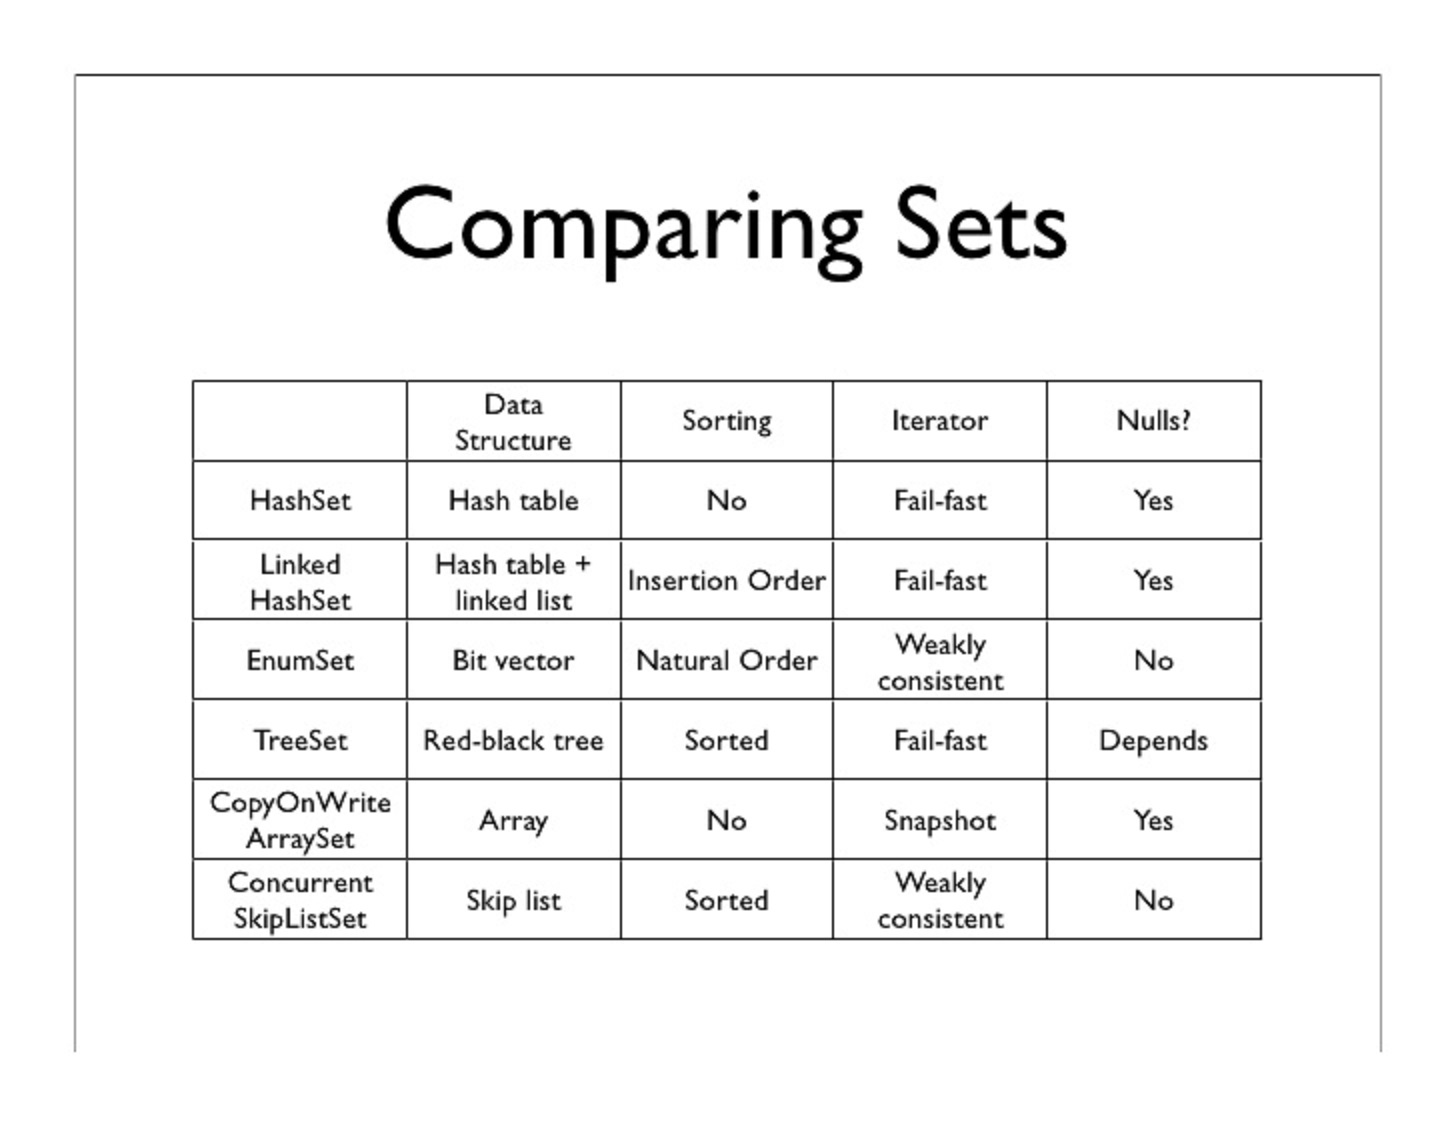 Comparing Sets
Data
Structure
Sorting
Iterator
Nulls?
HashSet
Hash table
No
Fail-fast
Yes
Linked
HashSet
Hash table +
linked list
Insertion Order
Fail-fast
Yes
EnumSet
Bit vector
Natural Order
Weakly
consistent
No
TreeSet
Red-black tree
Sorted
Fail-fast
Depends
CopyOnWrite
ArraySet
Array
No
Snapshot
Yes
Concurrent
SkipListSet
Skip list
Sorted
Weakly
consistent
No